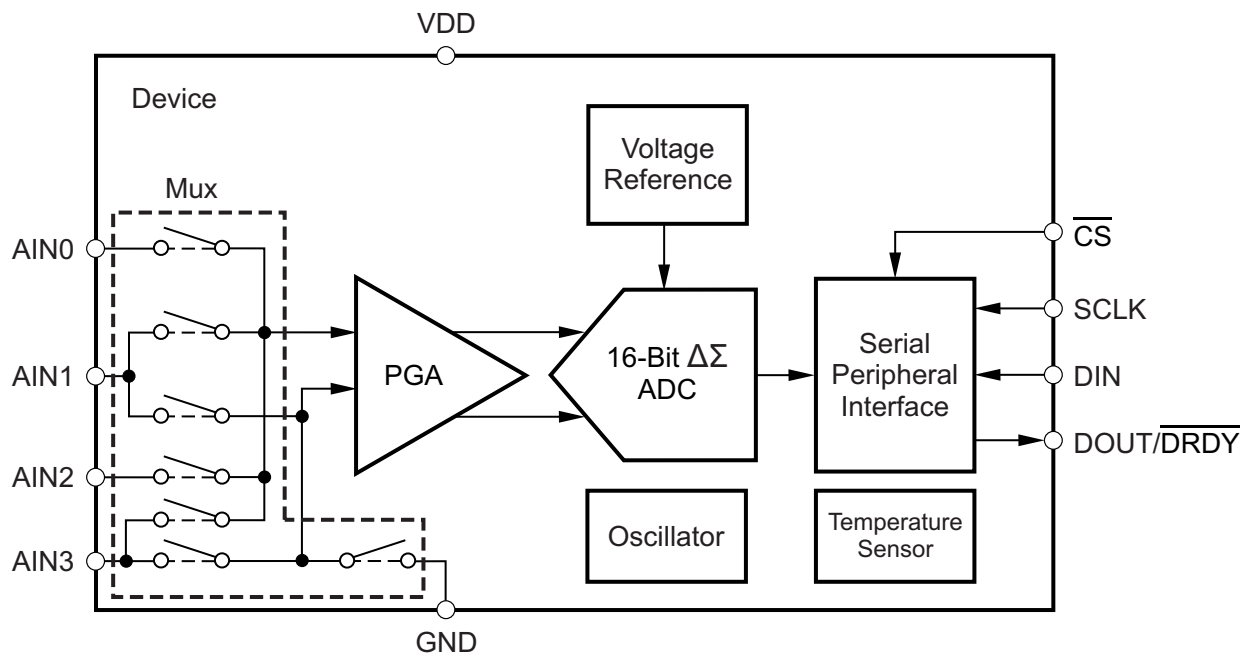 VDD
Device
Voltage
Reference
Mux
AIN0
CS
SCLK
AIN1
PGA
16-Bit ΔΣ
ADC
Serial
Peripheral
Interface
DIN
DOUT/DRDY
AIN2
AIN3
Oscillator
Temperature
Sensor
GND